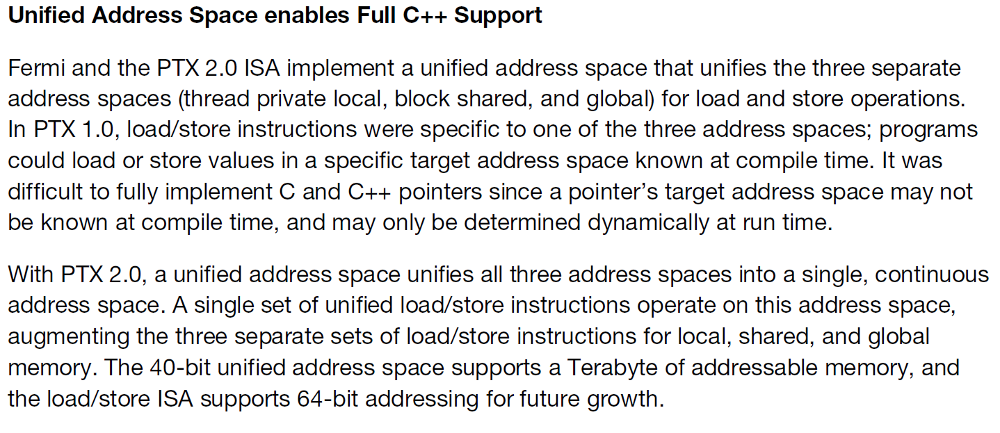 Unified Address Space enables Full C++ Support
Fermi and the PTX 2.0 ISA implement a unified address space that unifies the three separate
address spaces (thread private local, block shared, and global) for load and store operations.
In PTX 1.0, load/store instructions were specific to one of the three address spaces; programs
could load or store values in a specific target address space known at compile time. It was
difficult to fully implement C and C++ pointers since a pointer’s target address space may not
be known at compile time, and may only be determined dynamically at run time.
With PTX 2.0, a unified address space unifies all three address spaces into a single, continuous
address space. A single set of unified load/store instructions operate on this address space,
augmenting the three separate sets of load/store instructions for local, shared, and global
memory. The 40-bit unified address space supports a Terabyte of addressable memory, and
the load/store ISA supports 64-bit addressing for future growth.